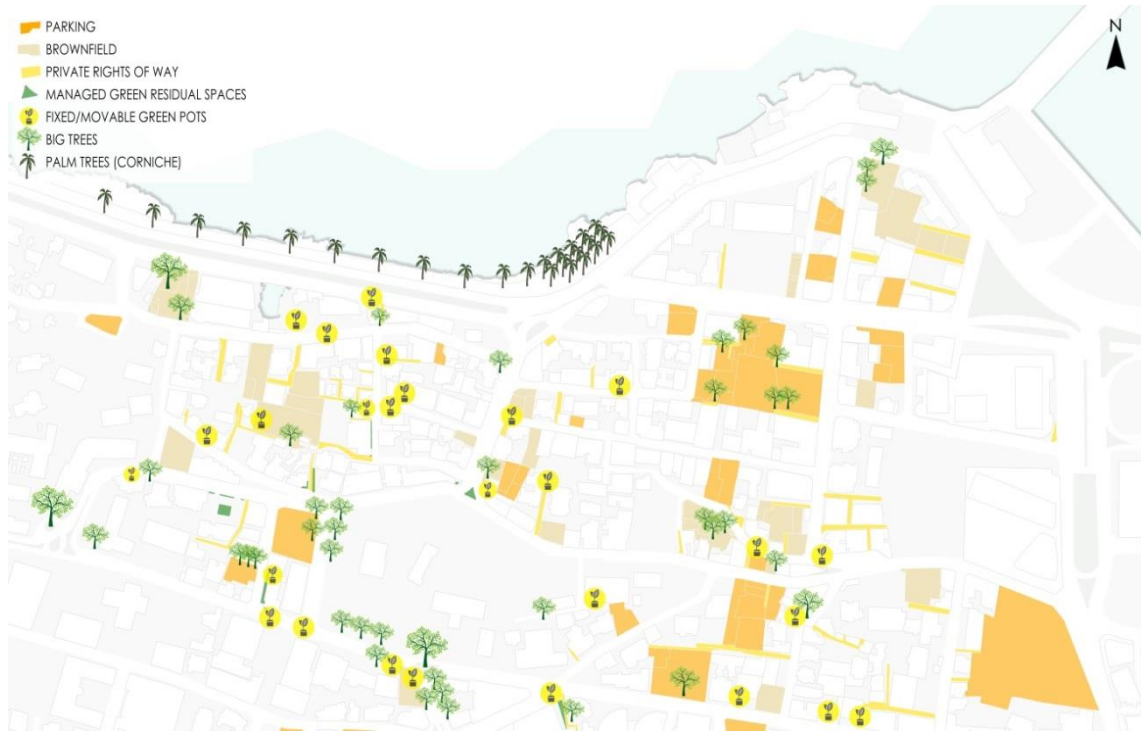 PARKING
BROWNFIELD
PRIVATE RIGHTS OF WAY
MANAGED GREEN RESIDUAL SPACES
FIXED/MOVABLE GREEN POTS
BIG TREES
PALM TREES (CORNICHE)
N